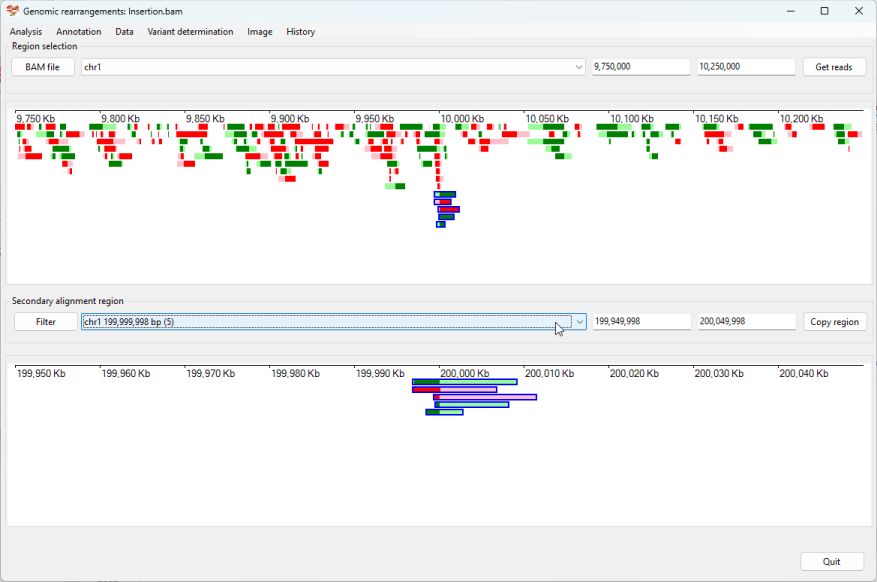 Genomic rearrangements: Insertion.bam
Analysis Annotation Data Variant determination Image History
Region selection
BAM file chr1 9,750,000 10,250,000 Get reads
9,750 Kb 9,800 Kb 9,850 Kb 9,900 Kb 9,950 Kb 10,000 Kb 10,050 Kb 10,100 Kb 10,150 Kb 10,200 Kb
Secondary alignment region
Filter chr1 199,999,998 bp (5) 199,949,998 200,049,998 Copy region
199,950 Kb 199,960 Kb 199,970 Kb 199,980 Kb 199,990 Kb 200,000 Kb 200,010 Kb 200,020 Kb 200,030 Kb 200,040 Kb
Quit